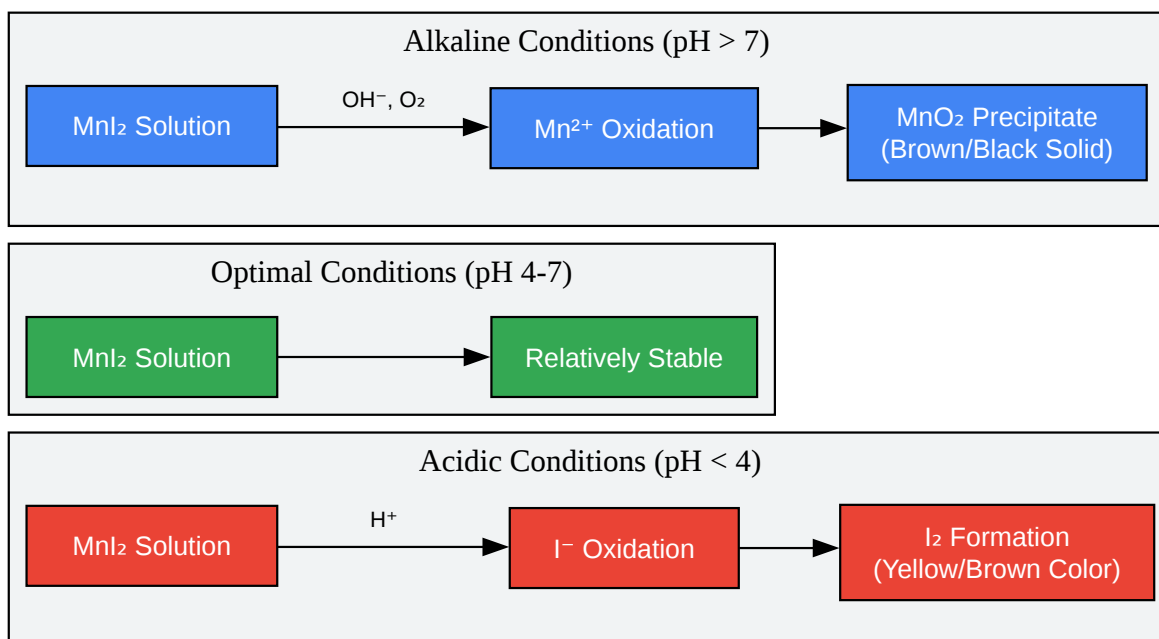 Alkaline Conditions (pH > 7)
MnI₂ Solution
OH⁻, O₂
Mn²⁺ Oxidation
MnO₂ Precipitate
(Brown/Black Solid)
Optimal Conditions (pH 4-7)
MnI₂ Solution
Relatively Stable
Acidic Conditions (pH < 4)
MnI₂ Solution
H⁺
I⁻ Oxidation
I₂ Formation
(Yellow/Brown Color)